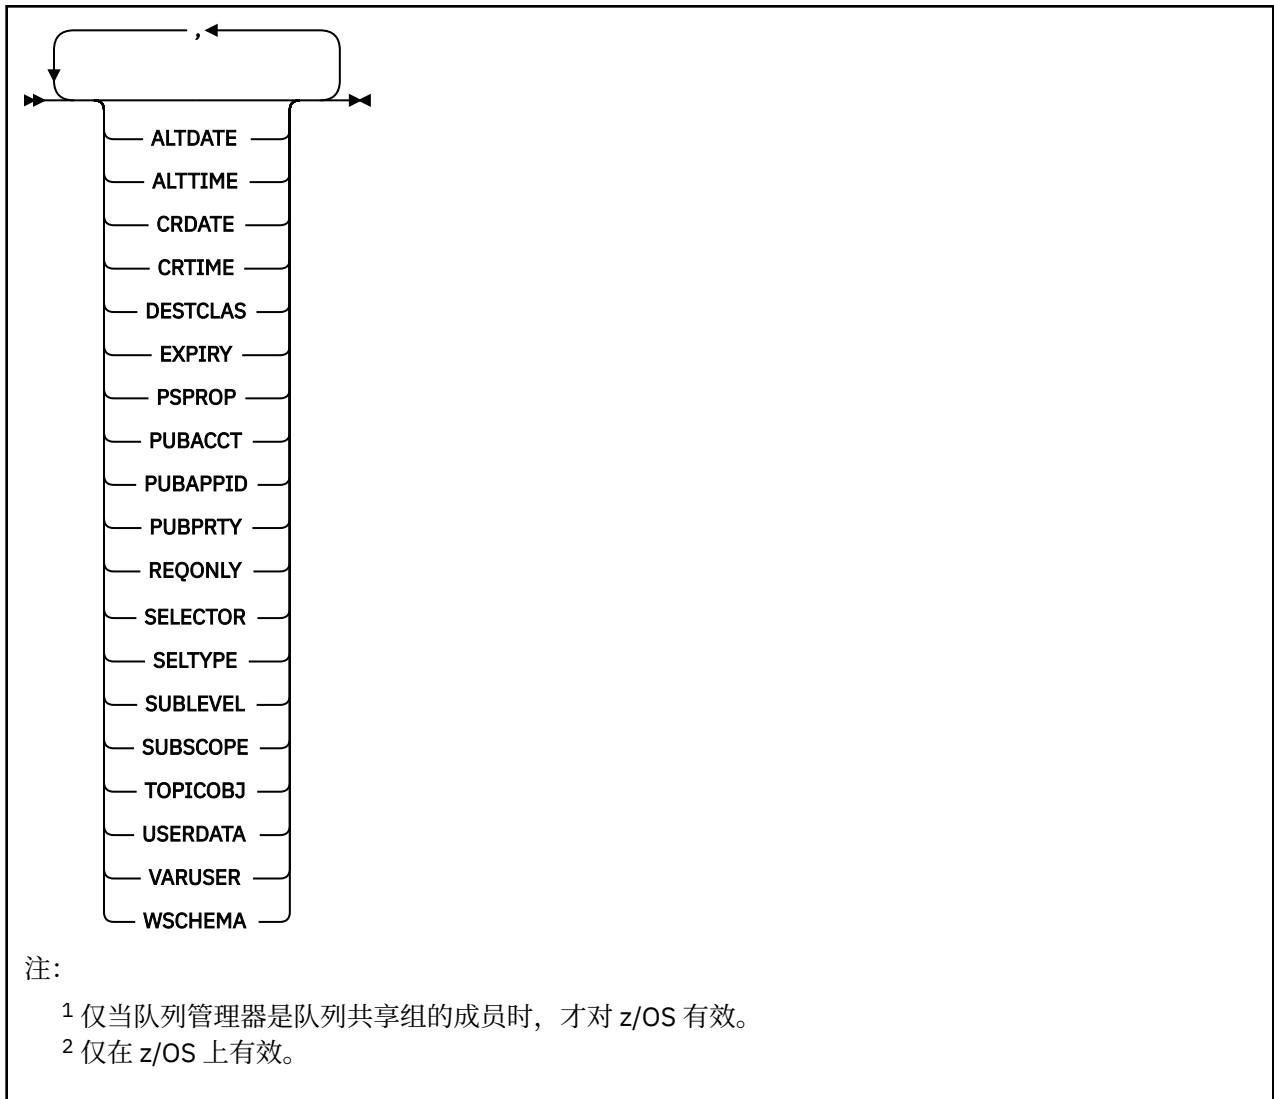 ,
ALTDATE
ALTTIME
CRDATE
CRTIME
DESTCLAS
EXPIRY
PSPROP
PUBACCT
PUBAPPID
PUBPRTY
REQONLY
SELECTOR
SELTYPE
SUBLEVEL
SUBSCOPE
TOPICOBJ
USERDATA
VARUSER
WSCHEMA
注：
1 仅当队列管理器是队列共享组的成员时，才对 z/OS 有效。
2 仅在 z/OS 上有效。